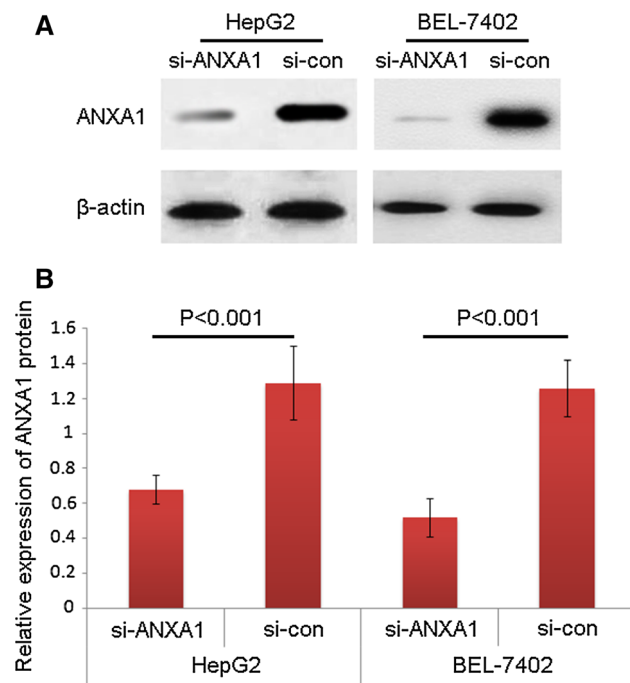 A
HepG2
BEL-7402
si-ANXA1 si-con
si-ANXA1 si-con
ANXA1
β-actin
B
Relative expression of ANXA1 protein
P<0.001
P<0.001
1.6
1.4
1.2
1
0.8
0.6
0.4
0.2
0
si-ANXA1
si-con
si-ANXA1
si-con
HepG2
BEL-7402